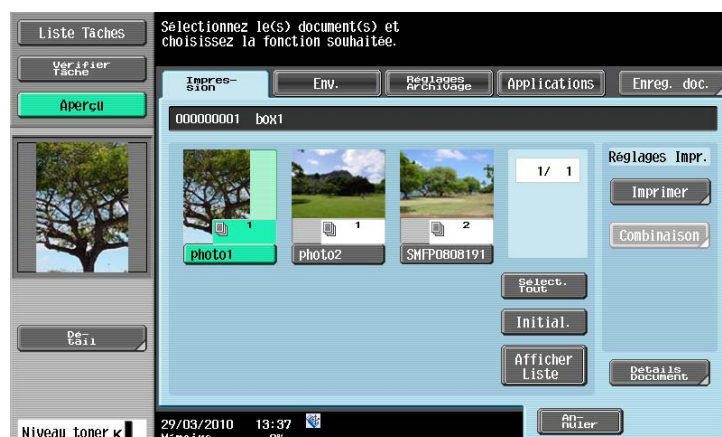 Liste Tâches
Vérifier
Tâche
Aperçu
Dé-
tail
Niveau toner K
Sélectionnez le(s) document(s) et
choisissez la fonction souhaitée.
Impres-
sion
Env.
Réglages
Archivage
Applications
Enreg. doc.
000000001 box1
1
photo1
1
photo2
2
SMFP0808191
1/ 1
Sélect.
Tout
Initial.
Afficher
Liste
Réglages Impr.
Imprimer
Combinaison
Détails
Document
29/03/2010 13:37
Mémoire 0%
An-
nuler